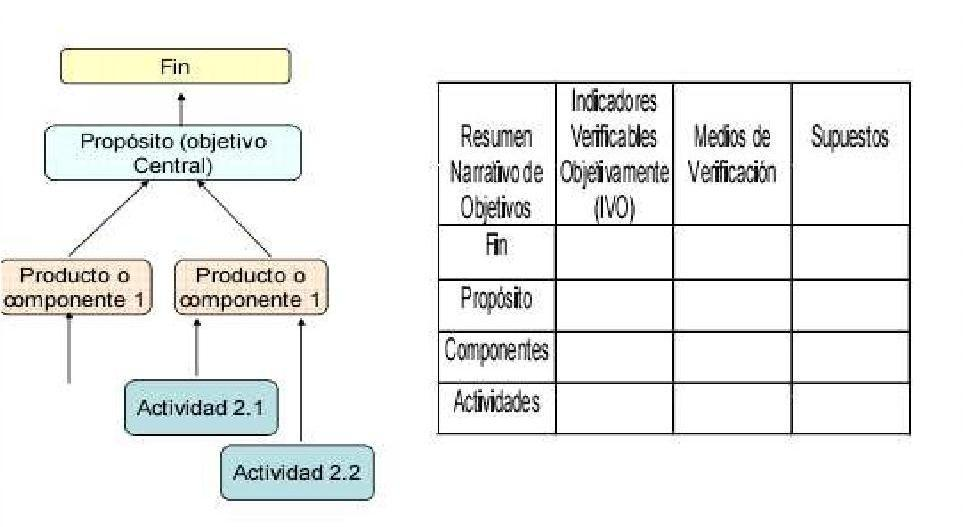 Fin
Propósito (objetivo
Central)
Producto o
componente 1
Producto o
componente 1
Actividad 2.1
Actividad 2.2
Resumen
Narrativo de
Objetivos
Indicadores
Verificables
Objetivamente
(IVO)
Medios de
Verificación
Supuestos
Fin
Propósito
Componentes
Actividades